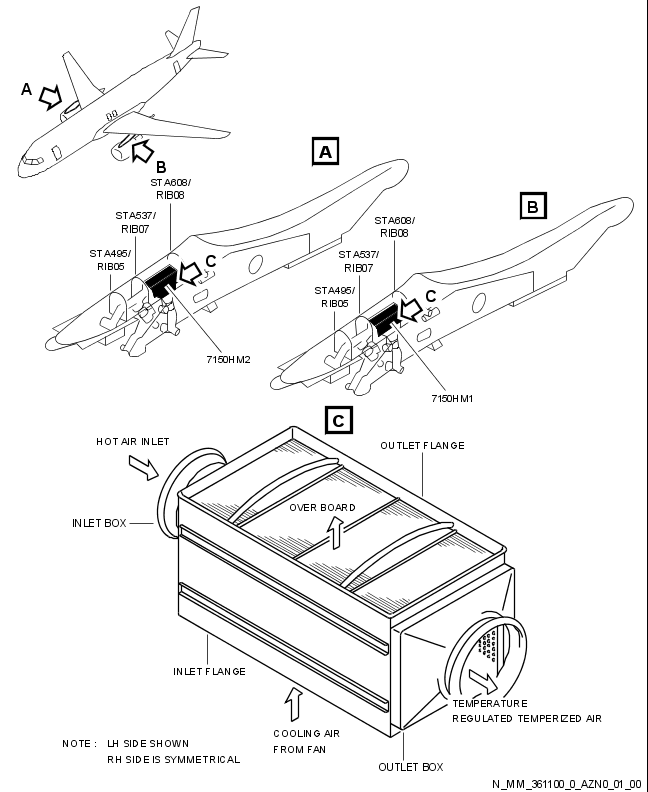 A
B
A
STA608/
RIB08
STA537/
RIB07
STA495/
RIB05
C
7150HM2
B
STA608/
RIB08
STA537/
RIB07
STA495/
RIB05
C
7150HM1
C
HOT AIR INLET
OUTLET FLANGE
OVER BOARD
INLET BOX
INLET FLANGE
TEMPERATURE
REGULATED TEMPERIZED AIR
COOLING AIR
FROM FAN
NOTE : LH SIDE SHOWN
RH SIDE IS SYMMETRICAL
OUTLET BOX
N_MM_361100_0_AZN0_01_00